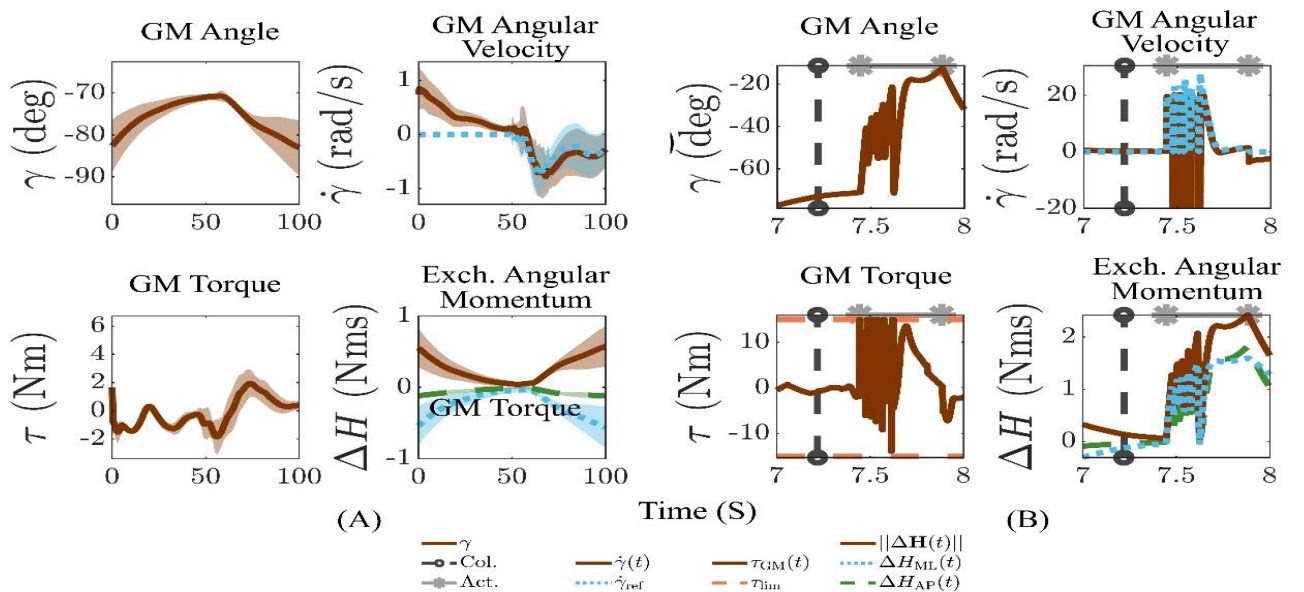 GM Angle
γ (deg)
-70
-80
-90
0
50
100
GM Angular
Velocity
γ̇ (rad/s)
1
0
-1
0
50
100
GM Angle
γ (deg)
-20
-40
-60
7
7.5
8
GM Angular
Velocity
γ̇ (rad/s)
20
0
-20
7
7.5
8
GM Torque
τ (Nm)
6
4
2
0
-2
0
50
100
Exch. Angular
Momentum
ΔH (Nms)
1
0
-1
GM Torque
0
50
100
GM Torque
τ (Nm)
15
10
0
-10
-15
7
7.5
8
Exch. Angular
Momentum
ΔH (Nms)
2
1
0
7
7.5
8
(A)
Time (S)
(B)
γ
||ΔH(t)||
Col.
γ̇(t)
τGM(t)
ΔHML(t)
Act.
γ̇ref
τlim
ΔHAP(t)